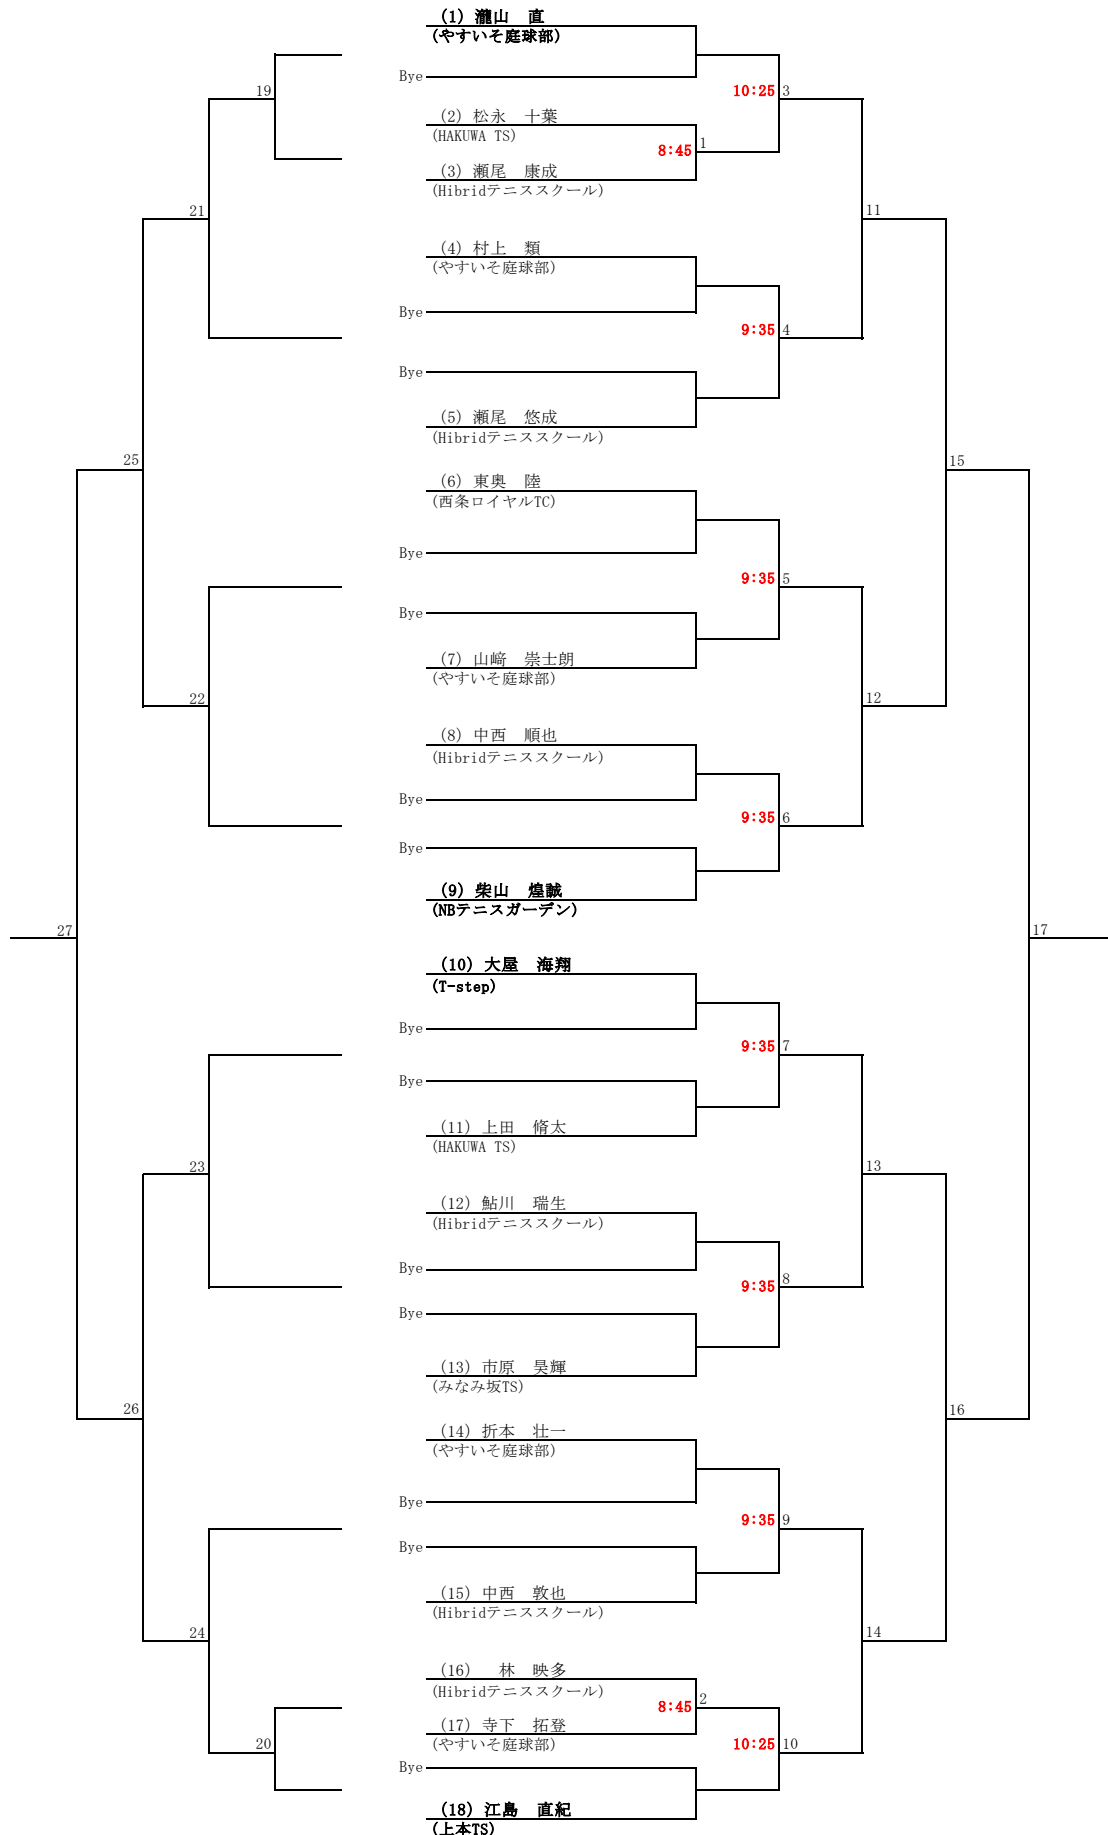 (1) 瀧山　直
(やすいそ庭球部)
Bye
19
10:25 3
(2) 松永　十葉
(HAKUWA TS)
8:45 1
(3) 瀬尾　康成
(Hibridテニススクール)
21
11
(4) 村上　類
(やすいそ庭球部)
Bye
9:35 4
Bye
(5) 瀬尾　悠成
(Hibridテニススクール)
25
15
(6) 東奥　陸
(西条ロイヤルTC)
Bye
9:35 5
Bye
(7) 山﨑　崇士朗
(やすいそ庭球部)
22
12
(8) 中西　順也
(Hibridテニススクール)
Bye
9:35 6
Bye
(9) 柴山　煌誠
(NBテニスガーデン)
27
17
(10) 大屋　海翔
(T-step)
Bye
9:35 7
Bye
(11) 上田　脩太
(HAKUWA TS)
23
13
(12) 鮎川　瑞生
(Hibridテニススクール)
Bye
9:35 8
Bye
(13) 市原　昊輝
(みなみ坂TS)
26
16
(14) 折本　壮一
(やすいそ庭球部)
Bye
9:35 9
Bye
(15) 中西　敦也
(Hibridテニススクール)
24
14
(16)　林　映多
(Hibridテニススクール)
8:45 2
(17) 寺下　拓登
(やすいそ庭球部)
20
10:25 10
Bye
(18) 江島　直紀
(上本TS)